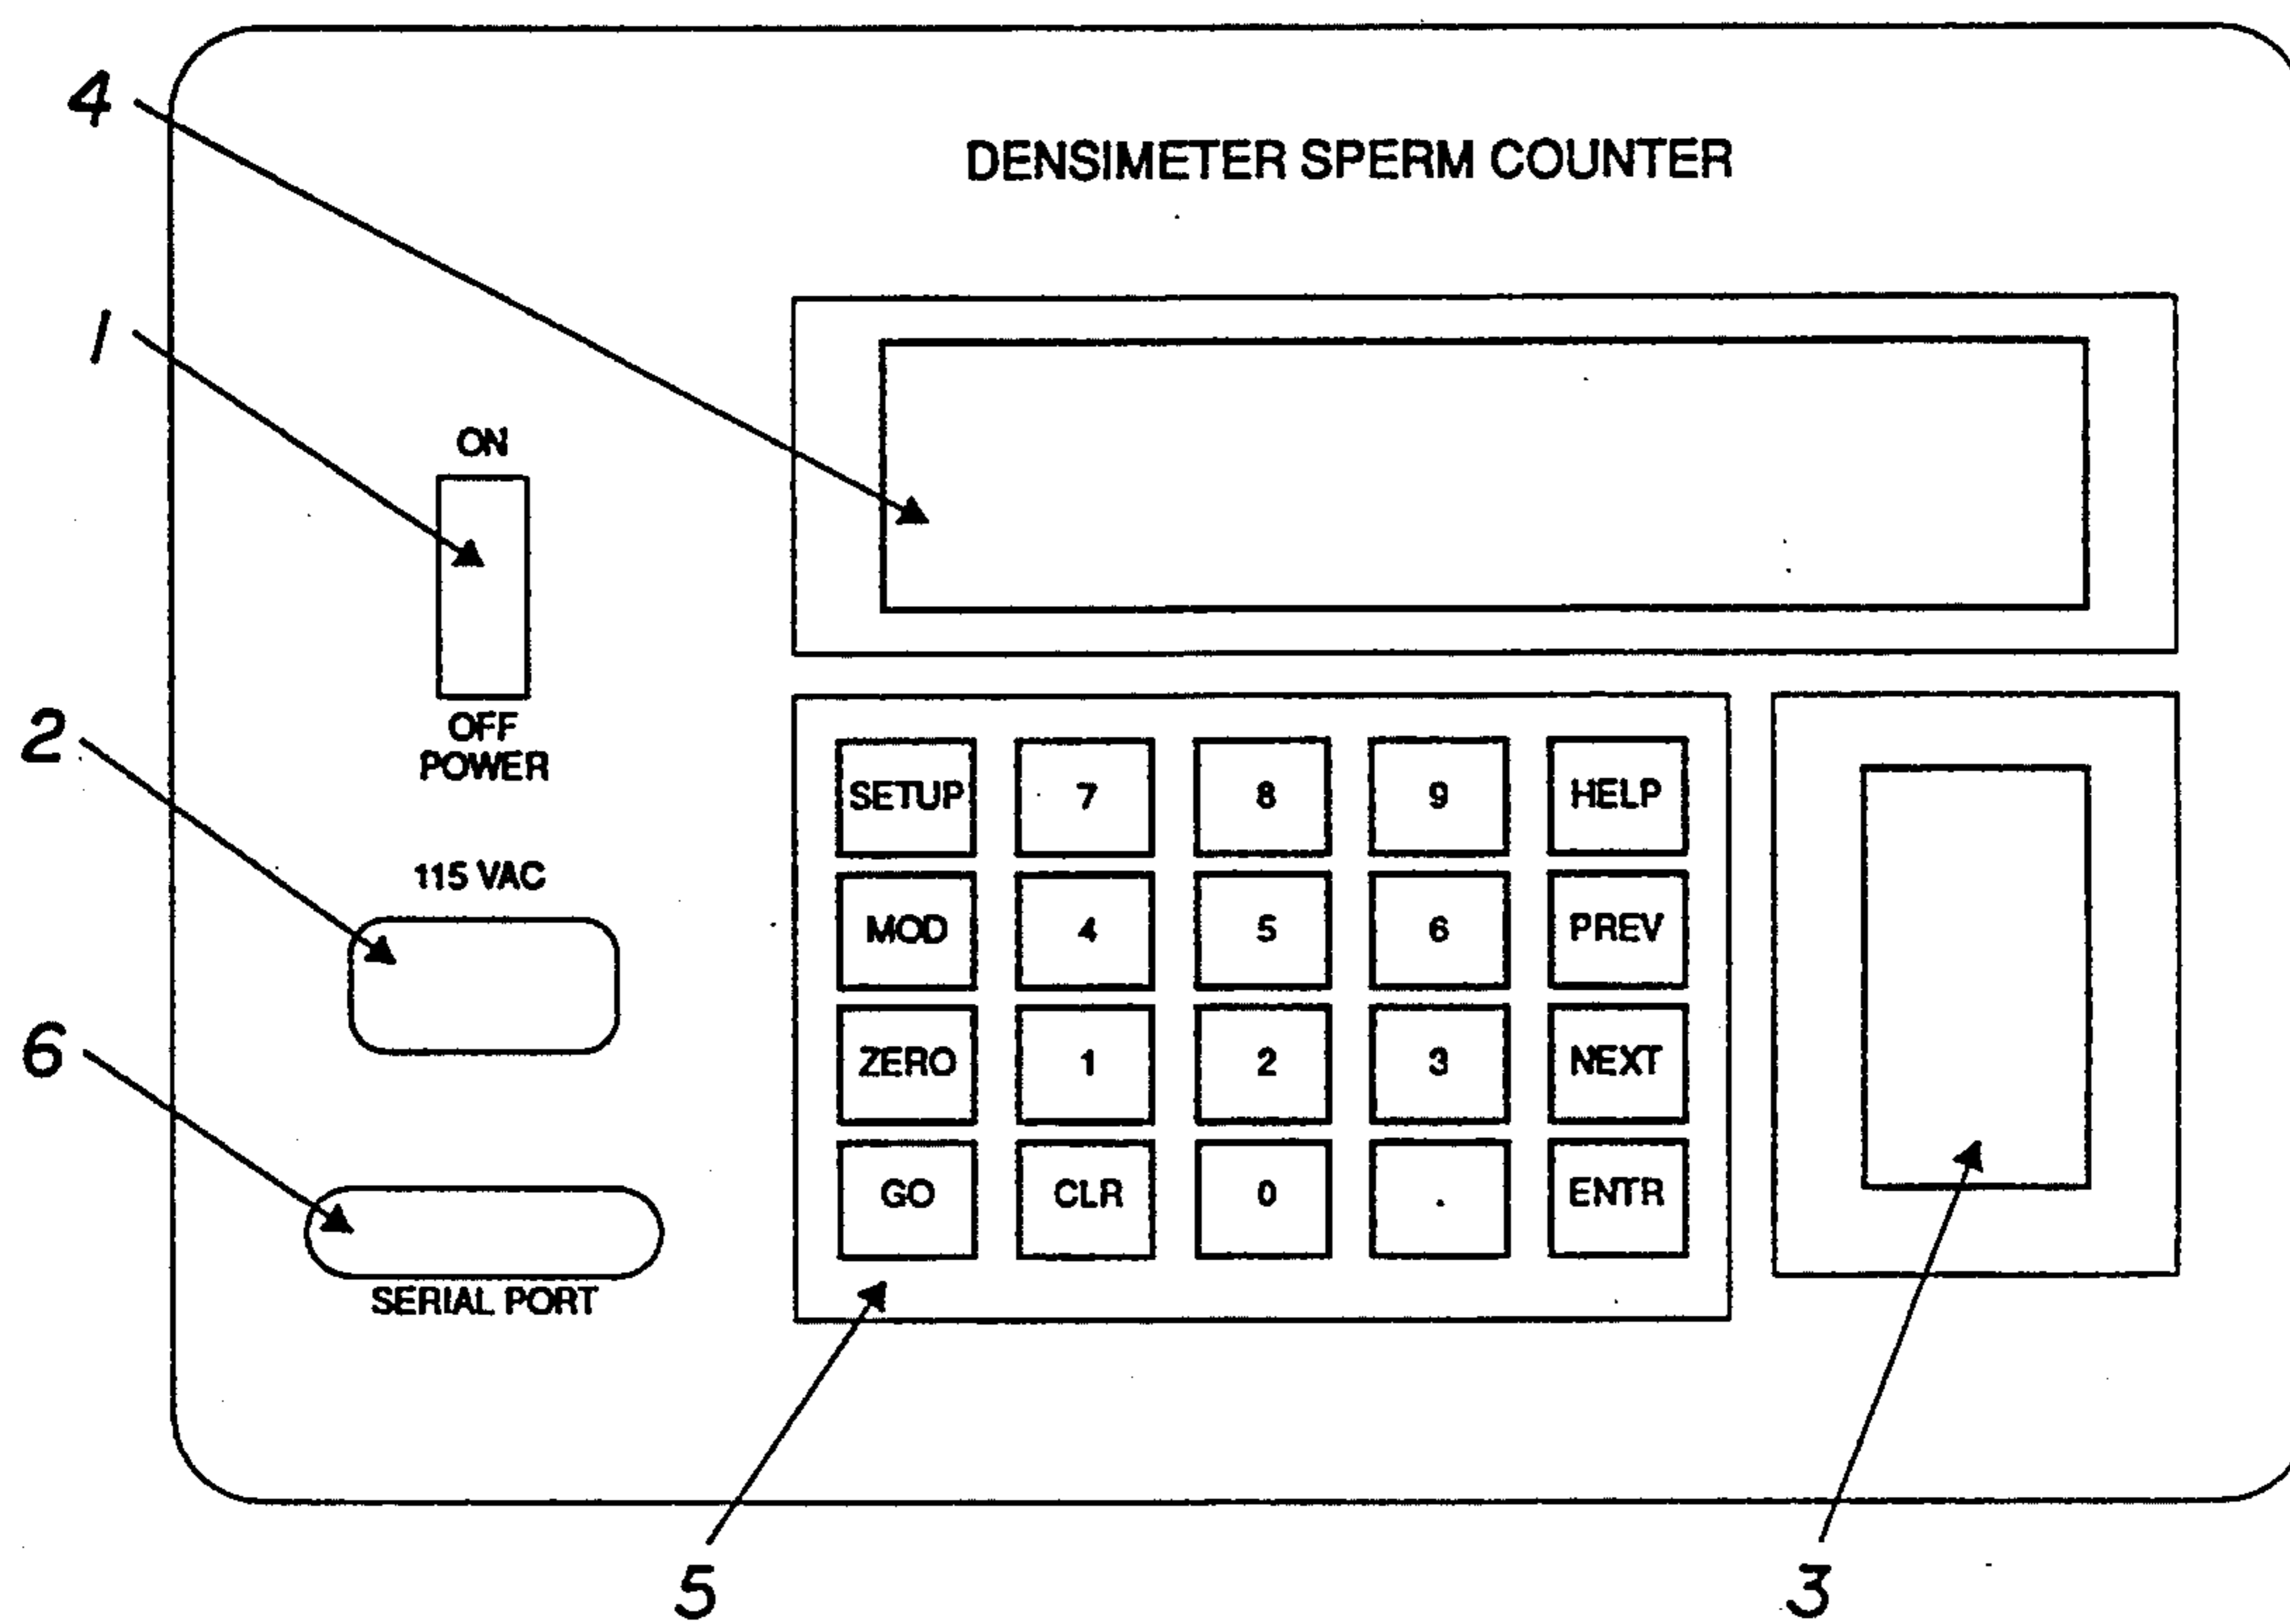 4
DENSIMETER SPERM COUNTER
1
ON
OFF
POWER
2
SETUP 7 8 9 HELP
115 VAC
MOD 4 5 6 PREV
6
ZERO 1 2 3 NEXT
GO CLR 0 . ENTR
SERIAL PORT
5
3